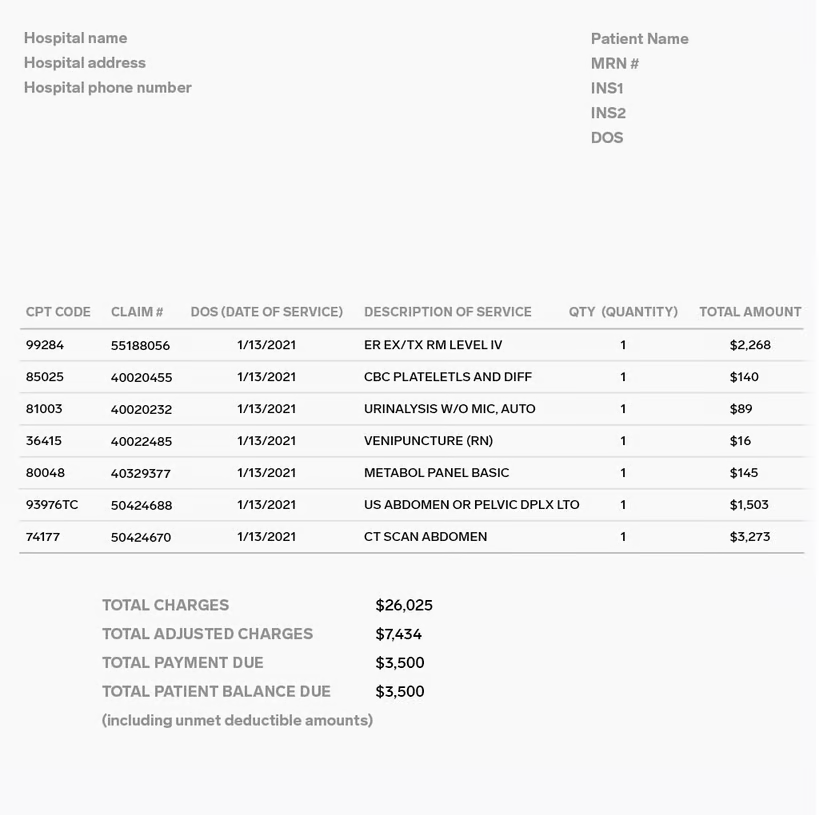 Hospital name
Hospital address
Hospital phone number
Patient Name
MRN #
INS1
INS2
DOS
CPT CODE CLAIM # DOS (DATE OF SERVICE) DESCRIPTION OF SERVICE QTY (QUANTITY) TOTAL AMOUNT
99284 55188056 1/13/2021 ER EX/TX RM LEVEL IV 1 $2,268
85025 40020455 1/13/2021 CBC PLATELETLS AND DIFF 1 $140
81003 40020232 1/13/2021 URINALYSIS W/O MIC, AUTO 1 $89
36415 40022485 1/13/2021 VENIPUNCTURE (RN) 1 $16
80048 40329377 1/13/2021 METABOL PANEL BASIC 1 $145
93976TC 50424688 1/13/2021 US ABDOMEN OR PELVIC DPLX LTO 1 $1,503
74177 50424670 1/13/2021 CT SCAN ABDOMEN 1 $3,273
TOTAL CHARGES $26,025
TOTAL ADJUSTED CHARGES $7,434
TOTAL PAYMENT DUE $3,500
TOTAL PATIENT BALANCE DUE $3,500
(including unmet deductible amounts)